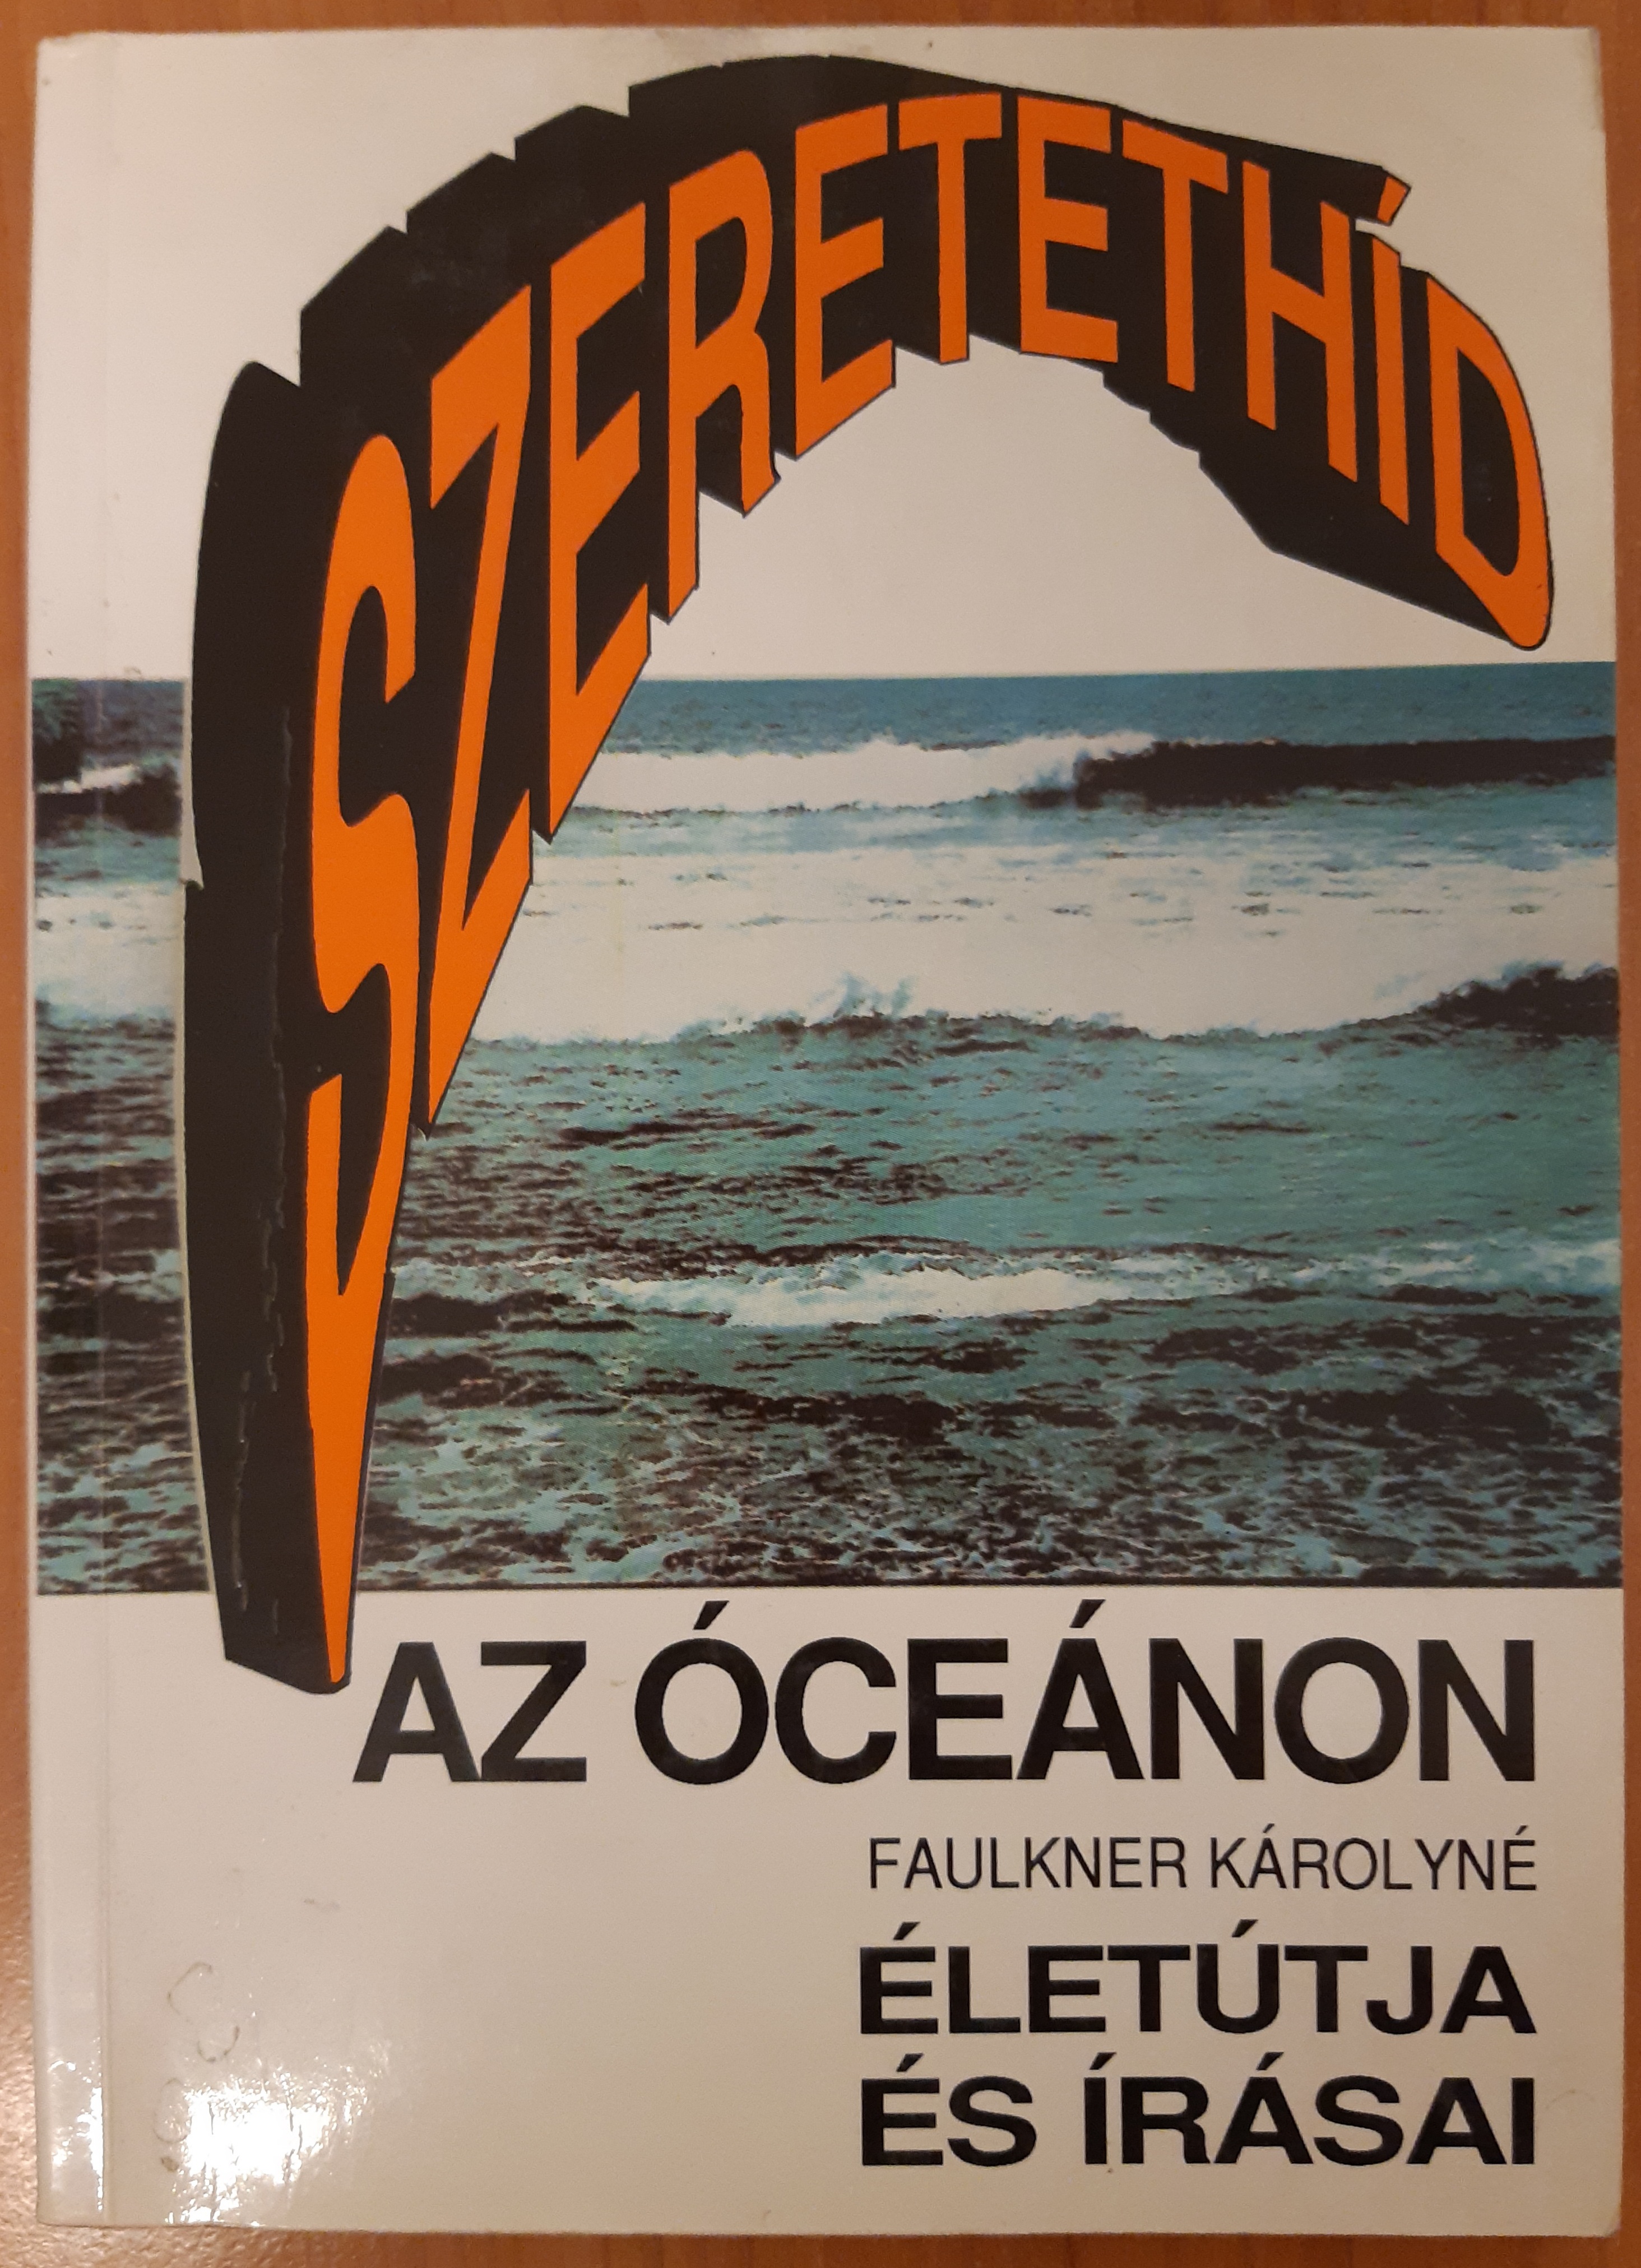 SZERETETHÍD
AZ ÓCEÁNON
FAULKNER KÁROLYNÉ
ÉLETÚTJA
ÉS ÍRÁSAI